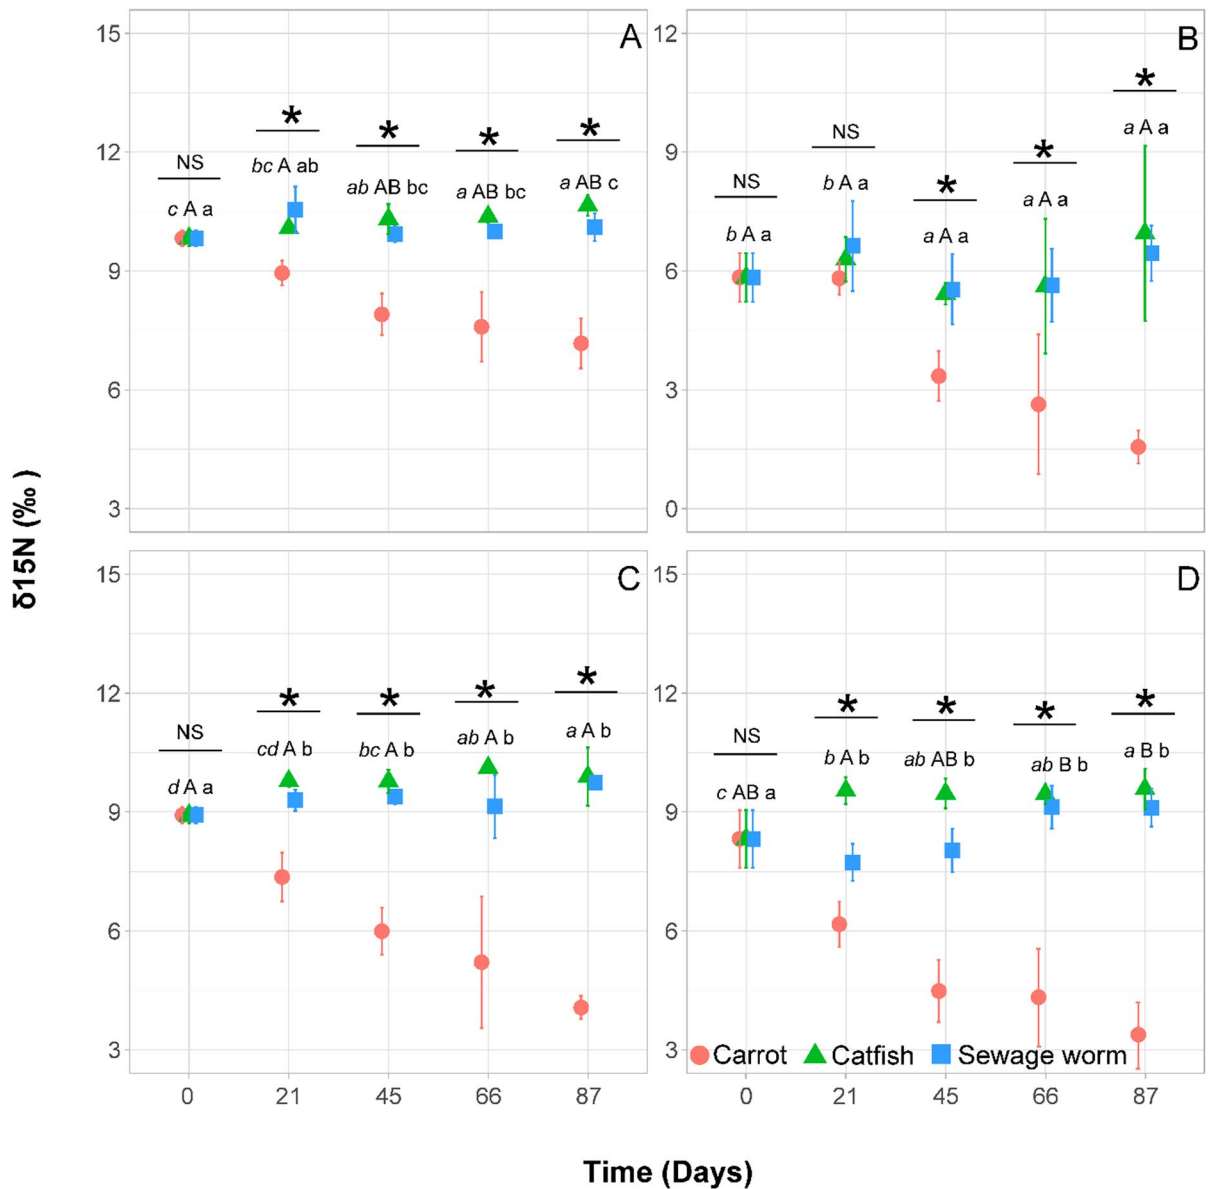 δ15N (‰ )
A
15
12
9
6
3
NS
c A a
*
bc A ab
*
ab AB bc
*
a AB bc
*
a AB c
B
12
9
6
3
0
NS
b A a
NS
b A a
*
a A a
*
a A a
*
a A a
C
15
12
9
6
3
NS
d A a
*
cd A b
*
bc A b
*
ab A b
*
a A b
0 21 45 66 87
D
15
12
9
6
3
NS
c AB a
*
b A b
*
ab AB b
*
ab B b
*
a B b
Carrot Catfish Sewage worm
0 21 45 66 87
Time (Days)